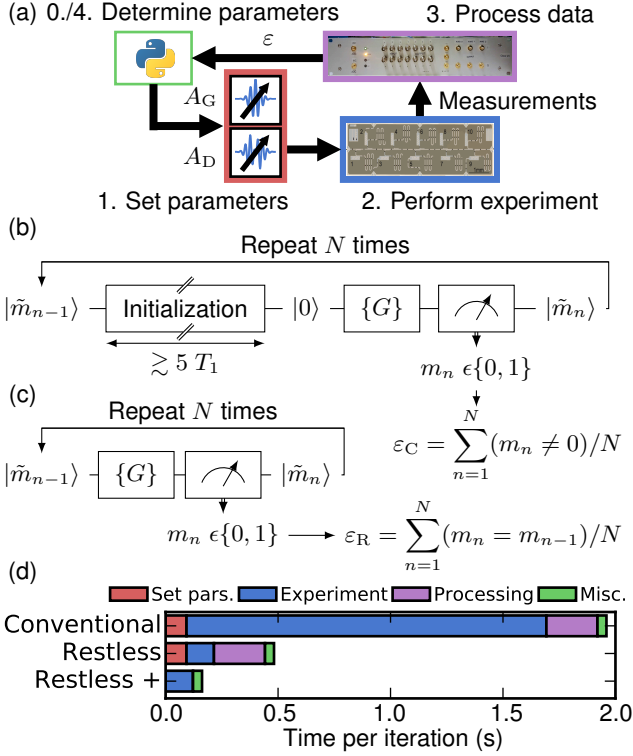 (a) 0./4. Determine parameters
3. Process data
ε
A_G
A_D
Measurements
1. Set parameters
2. Perform experiment
(b)
Repeat N times
|m̃_{n−1}⟩ Initialization |0⟩ {G} |m̃_n⟩
≳ 5 T_1
m_n ϵ{0, 1}
(c)
Repeat N times
ε_C = ∑_{n=1}^{N} (m_n ≠ 0)/N
|m̃_{n−1}⟩ {G} |m̃_n⟩
m_n ϵ{0, 1} ε_R = ∑_{n=1}^{N} (m_n = m_{n−1})/N
(d)
Set pars. Experiment Processing Misc.
Conventional
Restless
Restless +
0.0 0.5 1.0 1.5 2.0
Time per iteration (s)